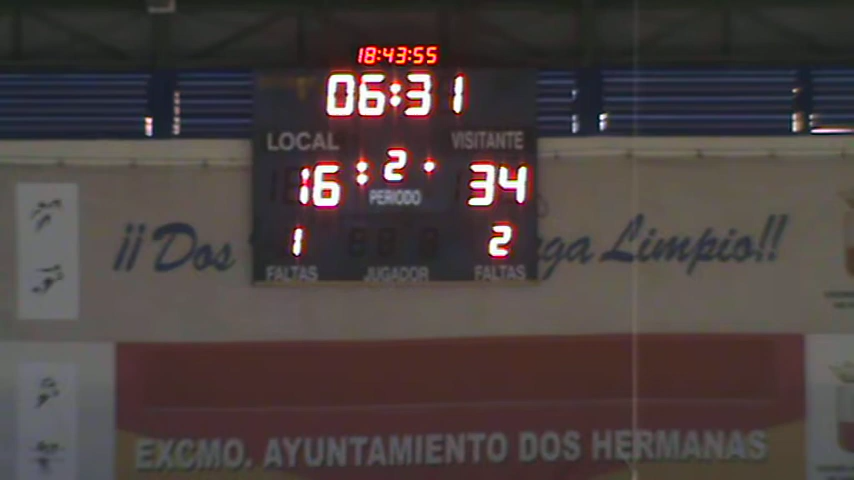 18:43:55
06:31
LOCAL VISITANTE
16 : 2 · 34
PERIODO
1 2
FALTAS JUGADOR FALTAS
¡¡Dos ga Limpio!!
EXCMO. AYUNTAMIENTO DOS HERMANAS